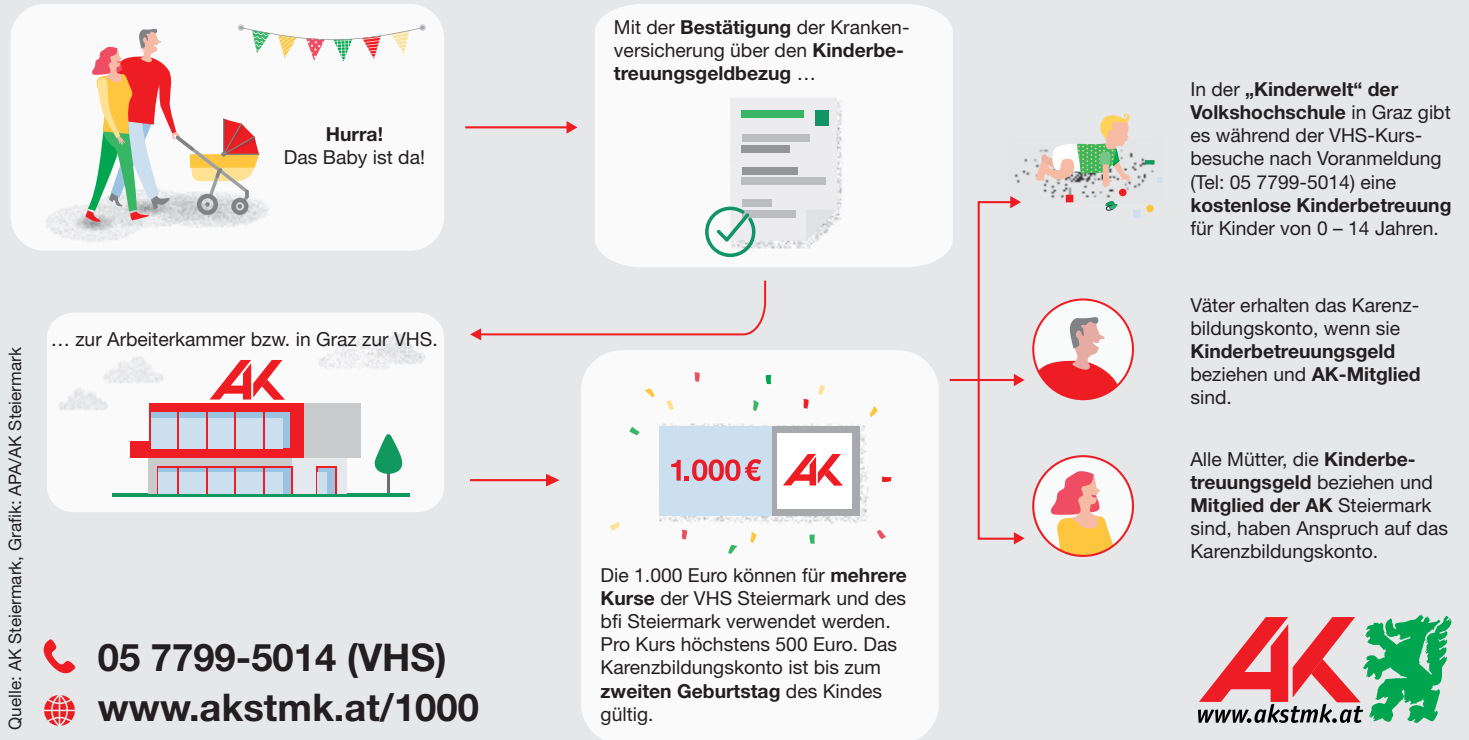 Hurra!
Das Baby ist da!
Mit der Bestätigung der Kranken-
versicherung über den Kinderbe-
treuungsgeldbezug …
… zur Arbeiterkammer bzw. in Graz zur VHS.
AK
1.000 €
AK
Die 1.000 Euro können für mehrere
Kurse der VHS Steiermark und des
bfi Steiermark verwendet werden.
Pro Kurs höchstens 500 Euro. Das
Karenzbildungskonto ist bis zum
zweiten Geburtstag des Kindes
gültig.
In der „Kinderwelt“ der
Volkshochschule in Graz gibt
es während der VHS-Kurs-
besuche nach Voranmeldung
(Tel: 05 7799-5014) eine
kostenlose Kinderbetreuung
für Kinder von 0 – 14 Jahren.
Väter erhalten das Karenz-
bildungskonto, wenn sie
Kinderbetreuungsgeld
beziehen und AK-Mitglied
sind.
Alle Mütter, die Kinderbe-
treuungsgeld beziehen und
Mitglied der AK Steiermark
sind, haben Anspruch auf das
Karenzbildungskonto.
05 7799-5014 (VHS)
www.akstmk.at/1000
AK
www.akstmk.at
Quelle: AK Steiermark, Grafik: APA/AK Steiermark